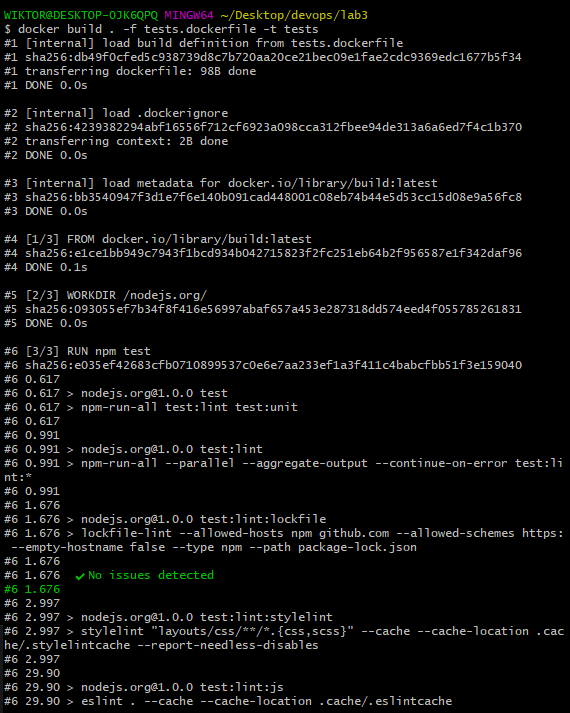 WIKTOR@DESKTOP-OJK6QPQ MINGW64 ~/Desktop/devops/lab3
$ docker build . -f tests.dockerfile -t tests
#1 [internal] load build definition from tests.dockerfile
#1 sha256:db49f0cfed5c938739d8c7b720aa20ce21bec09e1fae2cdc9369edc1677b5f34
#1 transferring dockerfile: 98B done
#1 DONE 0.0s

#2 [internal] load .dockerignore
#2 sha256:4239382294abf16556f712cf6923a098cca312fbee94de313a6a6ed7f4c1b370
#2 transferring context: 2B done
#2 DONE 0.0s

#3 [internal] load metadata for docker.io/library/build:latest
#3 sha256:bb3540947f3d1e7f6e140b091cad448001c08eb74b44e5d53cc15d08e9a56fc8
#3 DONE 0.0s

#4 [1/3] FROM docker.io/library/build:latest
#4 sha256:e1ce1bb949c7943f1bcd934b042715823f2fc251eb64b2f956587e1f342daf96
#4 DONE 0.1s

#5 [2/3] WORKDIR /nodejs.org/
#5 sha256:093055ef7b34f8f416e56997abaf657a453e287318dd574eed4f055785261831
#5 DONE 0.0s

#6 [3/3] RUN npm test
#6 sha256:e035ef42683cfb0710899537c0e6e7aa233ef1a3f411c4babcfbb51f3e159040
#6 0.617
#6 0.617 > nodejs.org@1.0.0 test
#6 0.617 > npm-run-all test:lint test:unit
#6 0.617
#6 0.991
#6 0.991 > nodejs.org@1.0.0 test:lint
#6 0.991 > npm-run-all --parallel --aggregate-output --continue-on-error test:li
nt:*
#6 0.991
#6 1.676
#6 1.676 > nodejs.org@1.0.0 test:lint:lockfile
#6 1.676 > lockfile-lint --allowed-hosts npm github.com --allowed-schemes https:
 --empty-hostname false --type npm --path package-lock.json
#6 1.676
#6 1.676  ✔ No issues detected
#6 1.676
#6 2.997
#6 2.997 > nodejs.org@1.0.0 test:lint:stylelint
#6 2.997 > stylelint "layouts/css/**/*.{css,scss}" --cache --cache-location .cac
he/.stylelintcache --report-needless-disables
#6 2.997
#6 29.90
#6 29.90 > nodejs.org@1.0.0 test:lint:js
#6 29.90 > eslint . --cache --cache-location .cache/.eslintcache